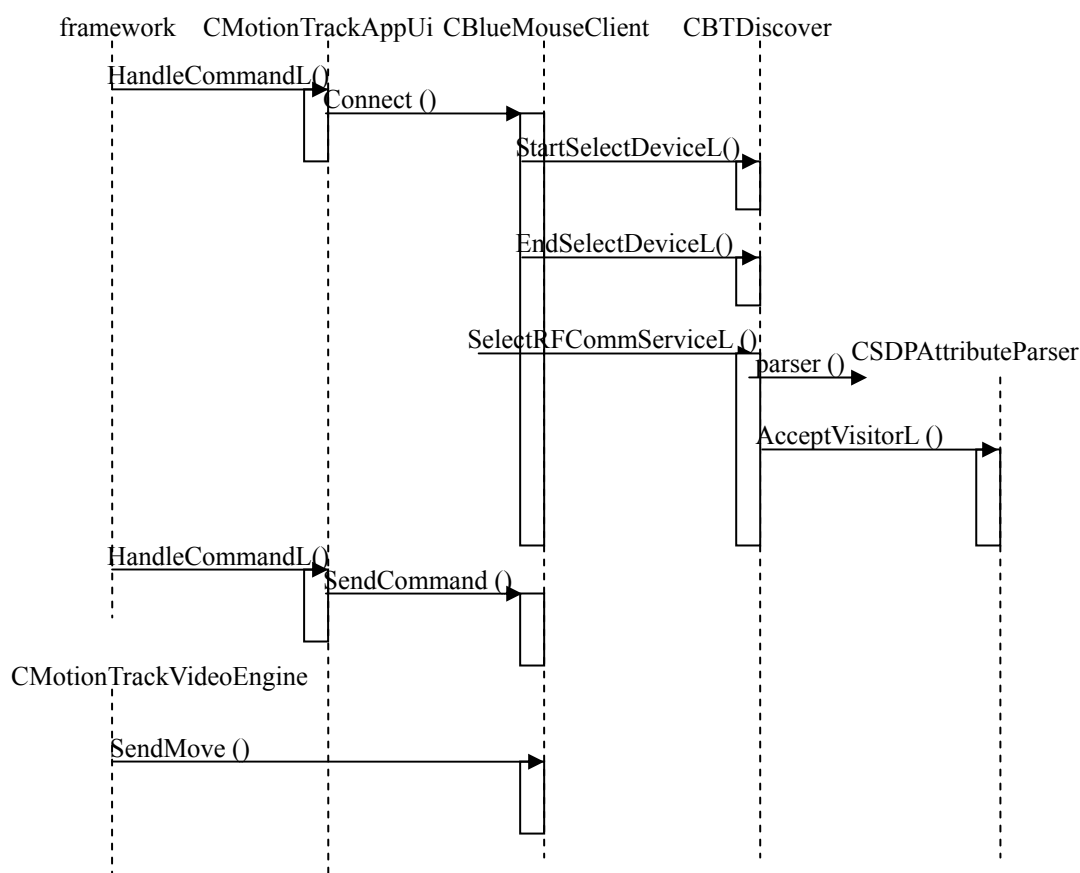 framework CMotionTrackAppUi CBlueMouseClient CBTDiscover
HandleCommandL()
Connect ()
StartSelectDeviceL()
EndSelectDeviceL()
SelectRFCommServiceL ()
CSDPAttributeParser
parser ()
AcceptVisitorL ()
HandleCommandL()
SendCommand ()
CMotionTrackVideoEngine
SendMove ()